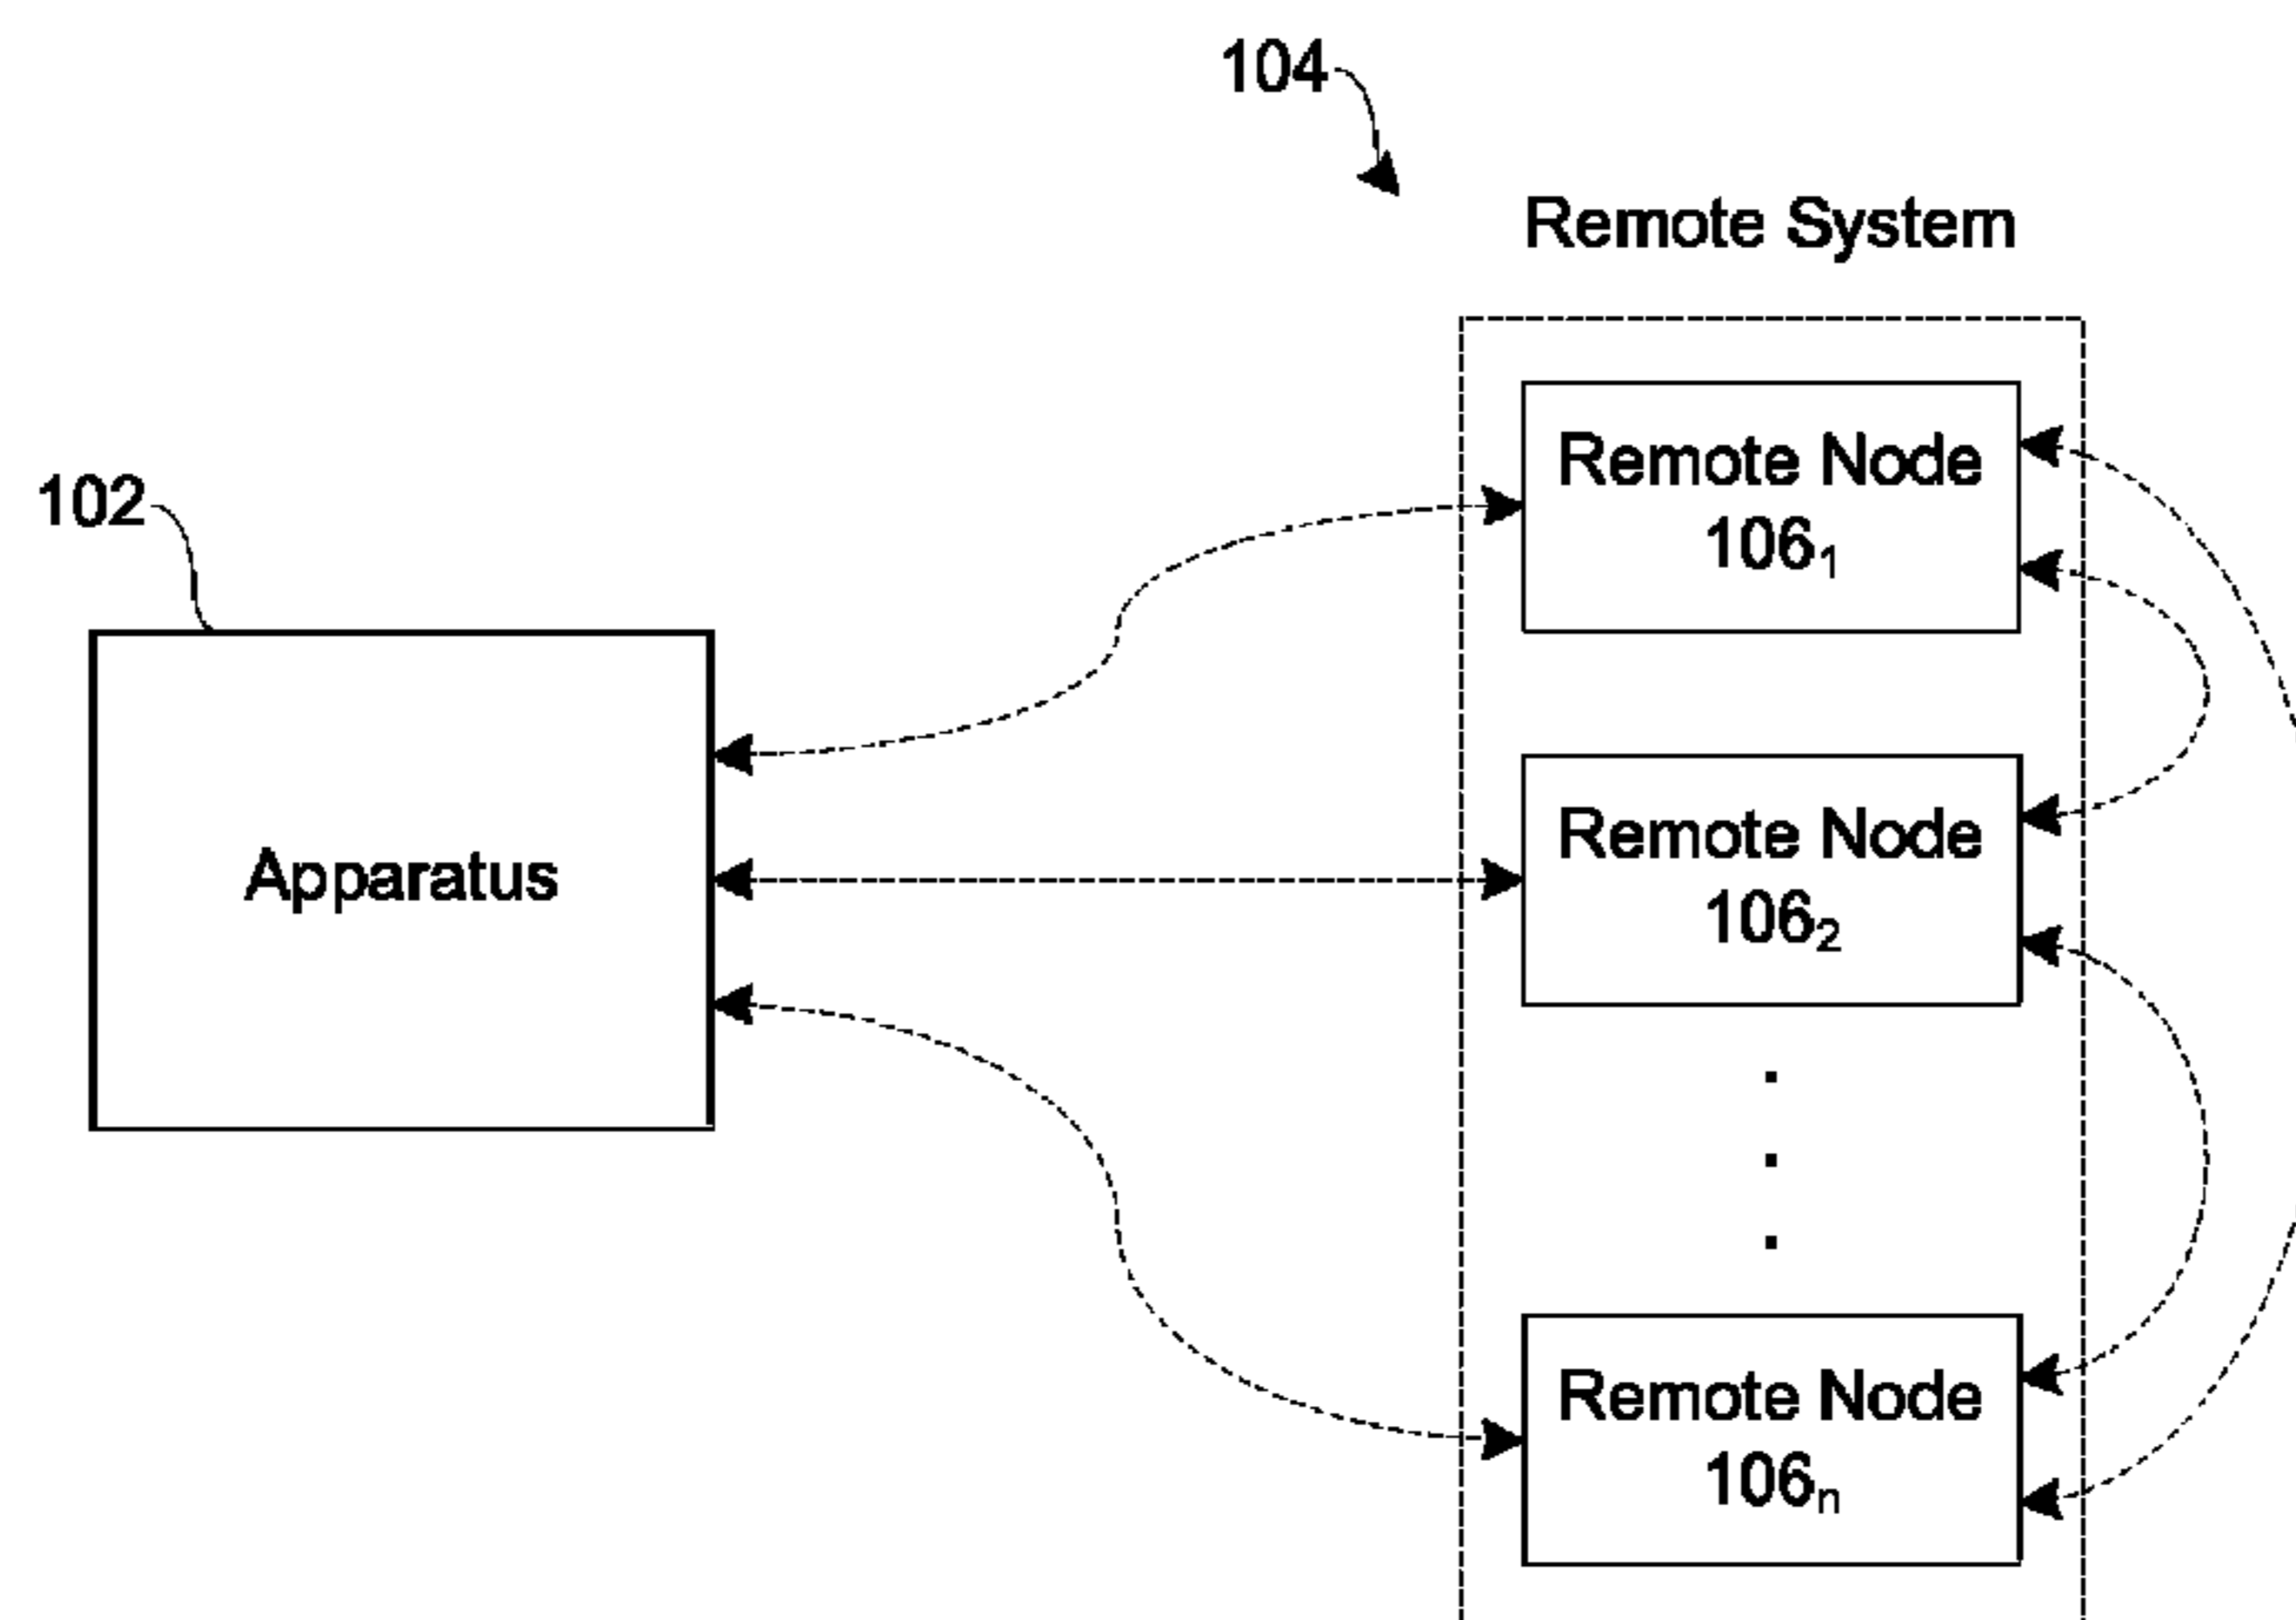 104
Remote System
Remote Node
106₁
102
Apparatus
Remote Node
106₂
Remote Node
106ₙ